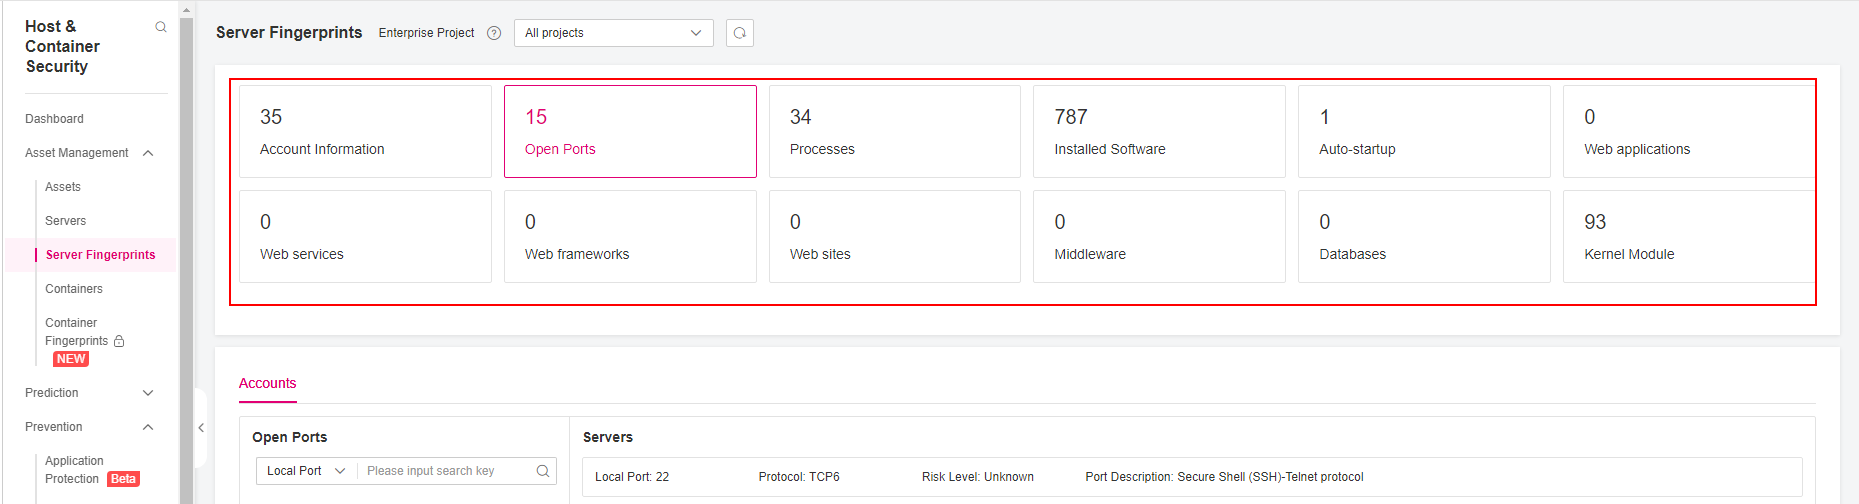 Host &
Container
Security
Dashboard
Asset Management
Assets
Servers
Server Fingerprints
Containers
Container
Fingerprints
NEW
Prediction
Prevention
Application
Protection Beta
Server Fingerprints Enterprise Project ? All projects
35 15 34 787 1 0
Account Information Open Ports Processes Installed Software Auto-startup Web applications
0 0 0 0 0 93
Web services Web frameworks Web sites Middleware Databases Kernel Module
Accounts
Open Ports
Local Port Please input search key
Servers
Local Port: 22 Protocol: TCP6 Risk Level: Unknown Port Description: Secure Shell (SSH)-Telnet protocol